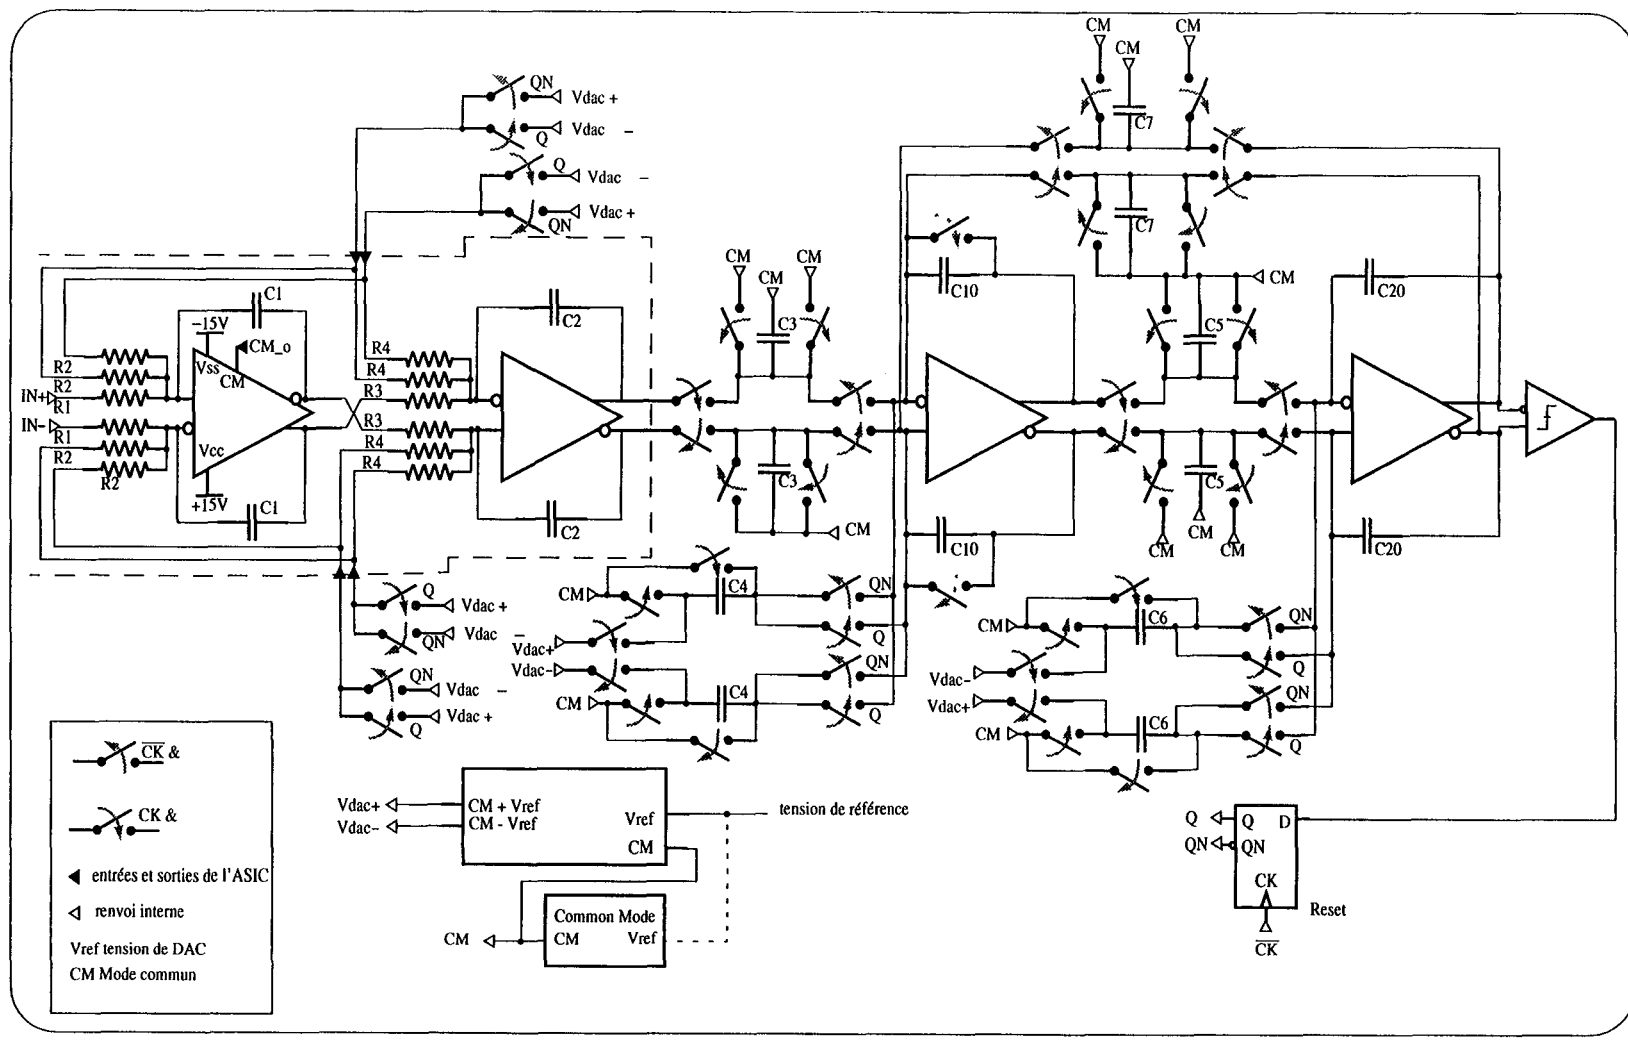 CM
CM
CM
C7
QN
Vdac +
Vdac -
Q
Q
Vdac -
Vdac +
QN
C7
CM
CM
CM
CM
C1
-15V
CM_o
Vss
CM
Vcc
+15V
C1
R2
R2
IN+
R1
IN-
R1
R2
R2
R4
R4
R3
R3
R4
R4
C2
C2
C3
C3
CM
C10
C10
C5
C5
CM
CM
CM
C20
C20
Q
Vdac +
Vdac -
QN
QN
Vdac -
Vdac +
Q
CM
C4
QN
Vdac+
Q
Vdac-
QN
CM
C4
Q
CM
C6
QN
Vdac-
Q
Vdac+
QN
CM
C6
Q
CK &
CK &
entrées et sorties de l'ASIC
renvoi interne
Vref tension de DAC
CM Mode commun
Vdac+
Vdac-
CM + Vref
CM - Vref
Vref
CM
tension de référence
Common Mode
CM
CM
Vref
Q
QN
Q
D
QN
CK
Reset
CK